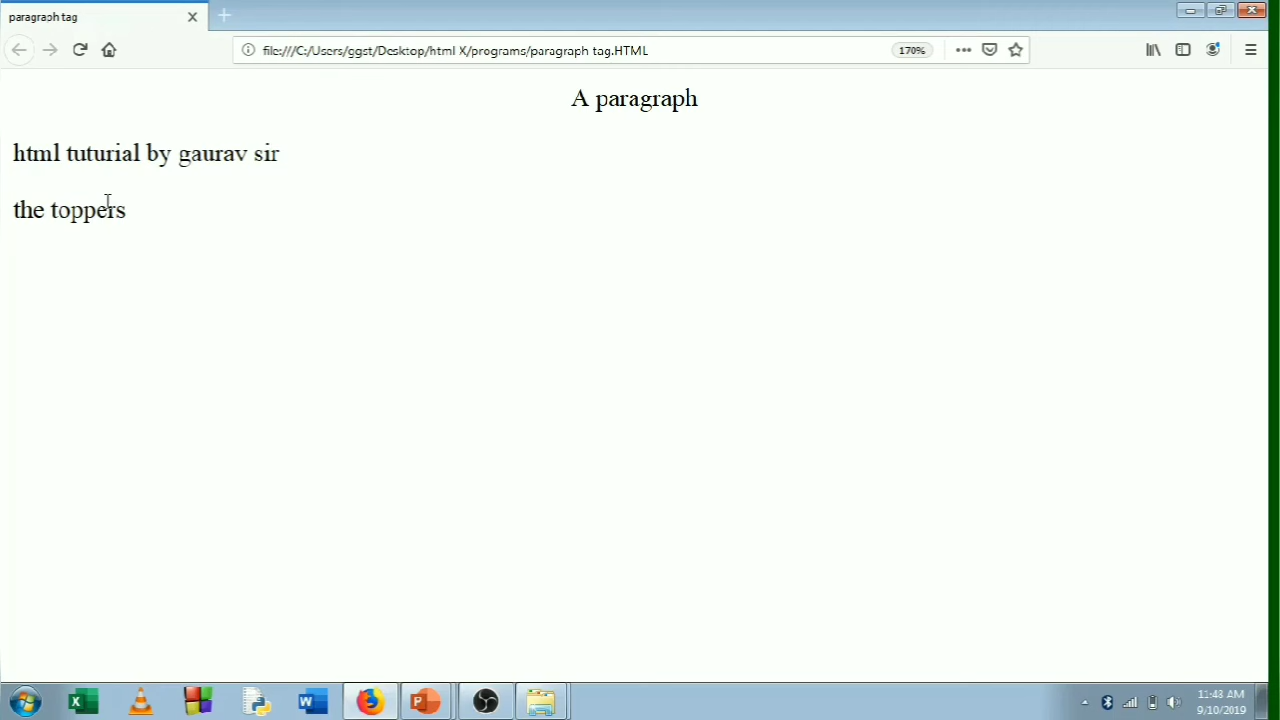 paragraph tag
file:///C:/Users/ggst/Desktop/html X/programs/paragraph tag.HTML
170%
A paragraph
html tuturial by gaurav sir
the toppers
11:43 AM
9/10/2019